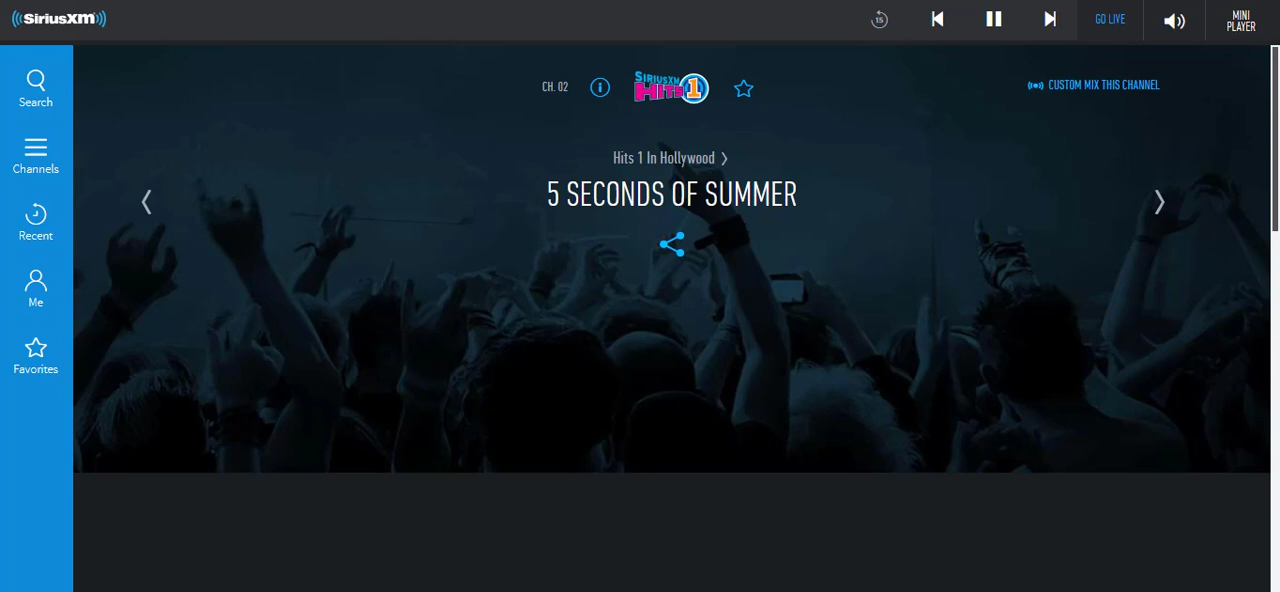 SiriusXM
15
GO LIVE
MINI
PLAYER
Search
Channels
Recent
Me
Favorites
CH. 02
i
SIRIUSXM
HITS 1
CUSTOM MIX THIS CHANNEL
Hits 1 In Hollywood
5 SECONDS OF SUMMER